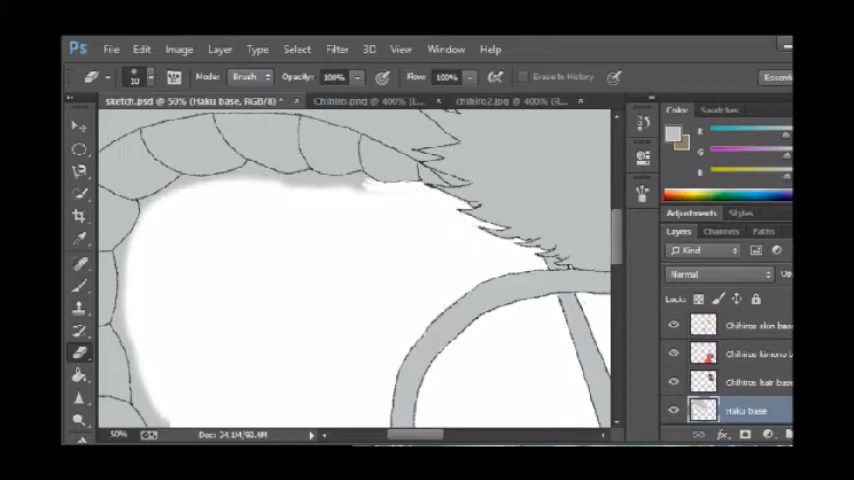 Ps File Edit Image Layer Type Select Filter 3D View Window Help
10 Mode: Brush Opacity: 100% Flow: 100% Erase to History Essenti
sketch.psd @ 50% (Haku base, RGB/8) * × Chihiro.png @ 400% (L... × chihiro2.jpg @ 400% (R... ×
Color Swatches
R
G
B
Adjustments Styles
Layers Channels Paths
Kind
Normal Op
Lock:
Chihiros skin base
Chihiros kimono
Chihiros hair base
Haku base
50% Doc: 24.1M/92.4M
fx